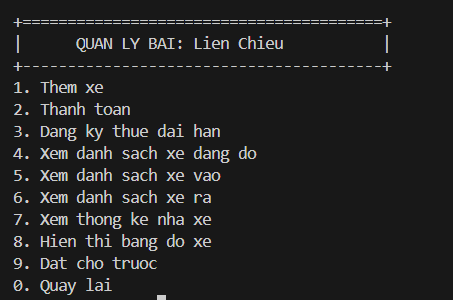 +========================================+
|      QUAN LY BAI: Lien Chieu           |
+----------------------------------------+
1. Them xe
2. Thanh toan
3. Dang ky thue dai han
4. Xem danh sach xe dang do
5. Xem danh sach xe vao
6. Xem danh sach xe ra
7. Xem thong ke nha xe
8. Hien thi bang do xe
9. Dat cho truoc
0. Quay lai